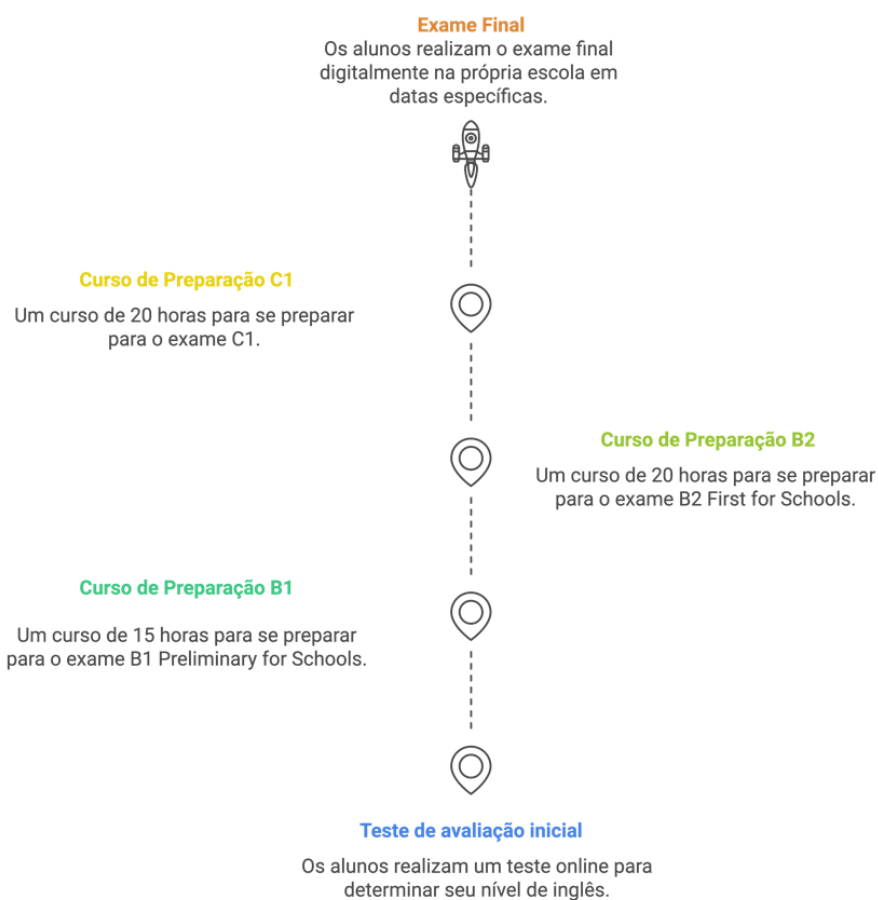 Exame Final
Os alunos realizam o exame final
digitalmente na própria escola em
datas específicas.
Curso de Preparação C1
Um curso de 20 horas para se preparar
para o exame C1.
Curso de Preparação B2
Um curso de 20 horas para se preparar
para o exame B2 First for Schools.
Curso de Preparação B1
Um curso de 15 horas para se preparar
para o exame B1 Preliminary for Schools.
Teste de avaliação inicial
Os alunos realizam um teste online para
determinar seu nível de inglês.